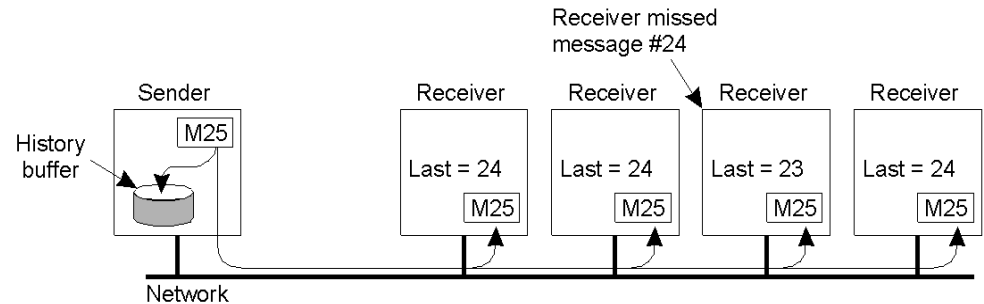 Receiver missed
message #24
Sender
Receiver
Receiver
Receiver
Receiver
History
buffer
M25
Last = 24
M25
Last = 24
M25
Last = 23
M25
Last = 24
M25
Network